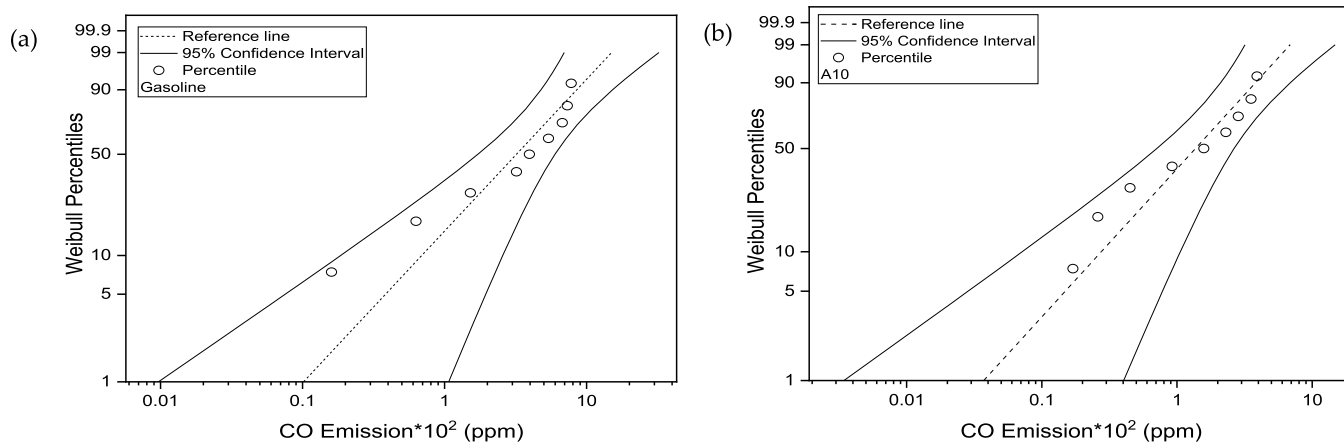 (a)
Reference line
95% Confidence Interval
Percentile
Gasoline
99.9
99
90
50
10
5
1
Weibull Percentiles
0.01 0.1 1 10
CO Emission*10² (ppm)
(b)
Reference line
95% Confidence Interval
Percentile
A10
99.9
99
90
50
10
5
1
Weibull Percentiles
0.01 0.1 1 10
CO Emission*10² (ppm)